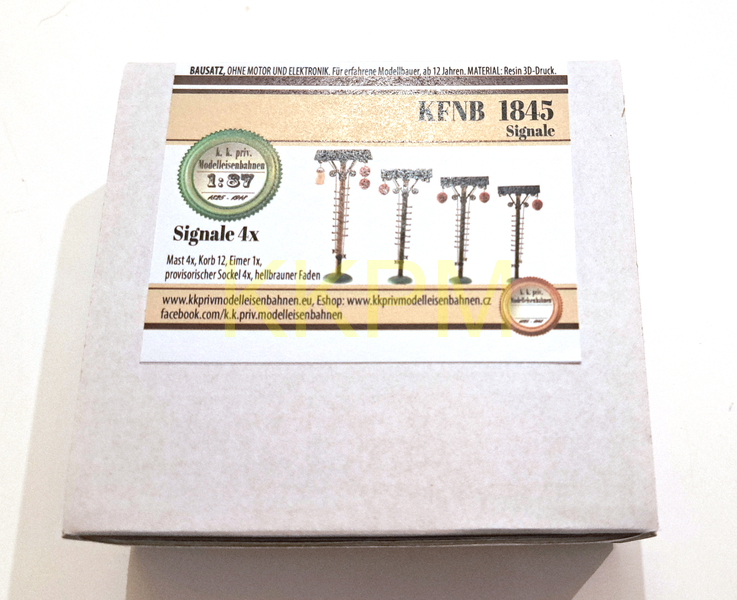 BAUSATZ, OHNE MOTOR UND ELEKTRONIK. Für erfahrene Modellbauer, ab 12 Jahren. MATERIAL: Resin 3D-Druck.
KFNB 1845
Signale
k. k. priv.
Modelleisenbahnen
1:87
Signale 4x
Mast 4x, Korb 12, Eimer 1x,
provisorischer Sockel 4x, hellbrauner Faden
www.kkprivmodelleisenbahnen.eu, Eshop: www.kkprivmodelleisenbahnen.cz
facebook.com/k.k.priv.modelleisenbahnen
k. k. priv.
Modelleisenbahnen
KKPM